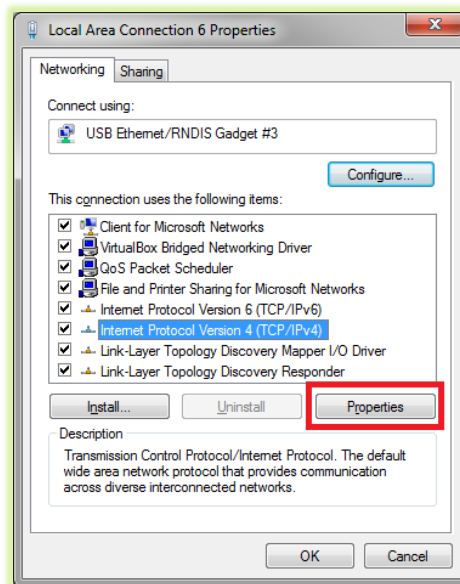 Local Area Connection 6 Properties
Networking
Sharing
Connect using:
USB Ethernet/RNDIS Gadget #3
Configure...
This connection uses the following items:
Client for Microsoft Networks
VirtualBox Bridged Networking Driver
QoS Packet Scheduler
File and Printer Sharing for Microsoft Networks
Internet Protocol Version 6 (TCP/IPv6)
Internet Protocol Version 4 (TCP/IPv4)
Link-Layer Topology Discovery Mapper I/O Driver
Link-Layer Topology Discovery Responder
Install...
Uninstall
Properties
Description
Transmission Control Protocol/Internet Protocol. The default
wide area network protocol that provides communication
across diverse interconnected networks.
OK
Cancel